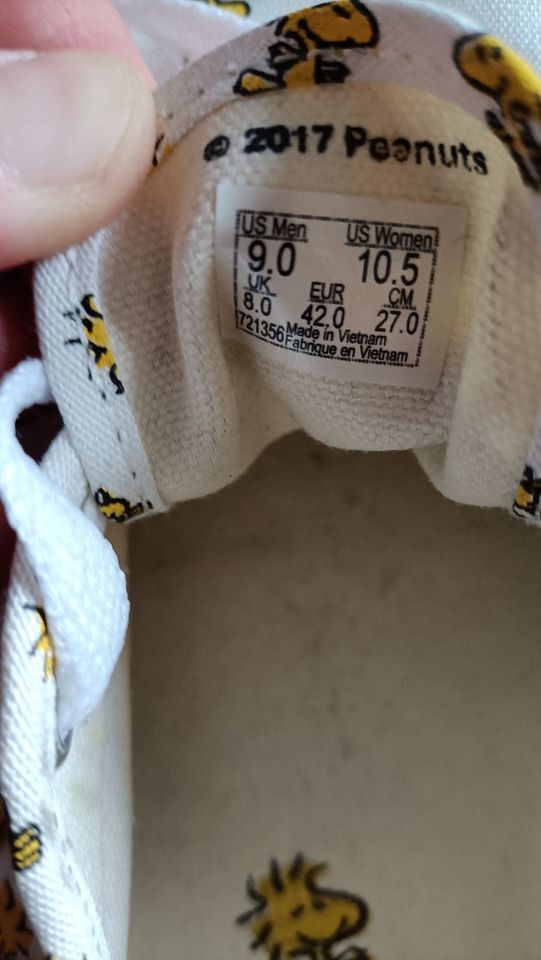 © 2017 Peanuts
US Men US Women
9.0 10.5
UK EUR CM
8.0 42.0 27.0
721356 Made in Vietnam
Fabrique en Vietnam